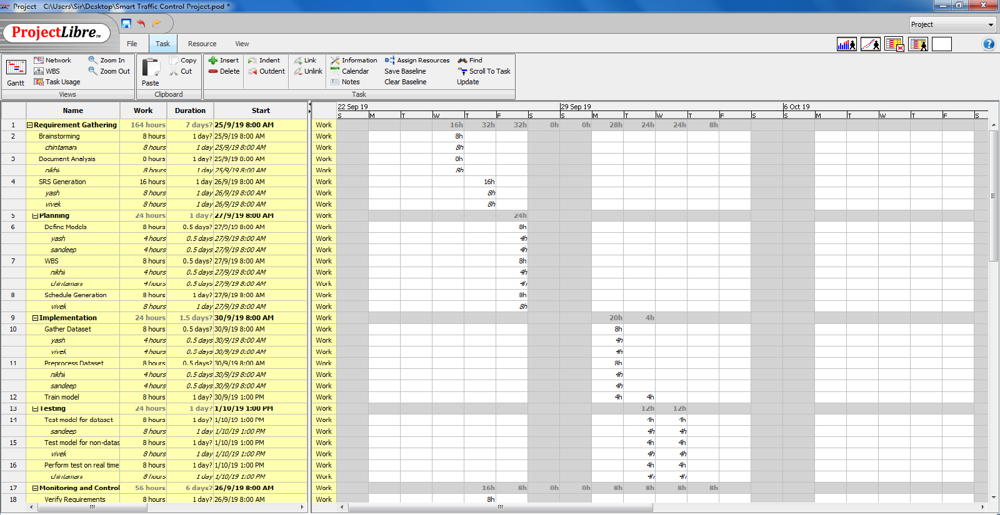 Project C:\Users\Sir\Desktop\Smart Traffic Control Project.pod *
ProjectLibre™
Project
File Task Resource View
Gantt
Network
WBS
Task Usage
Zoom In
Zoom Out
Views
Paste
Copy
Cut
Clipboard
Insert
Delete
Indent
Outdent
Link
Unlink
Information
Calendar
Notes
Assign Resources
Save Baseline
Clear Baseline
Find
Scroll To Task
Update
Task
22 Sep 19 29 Sep 19 6 Oct 19
Name Work Duration Start S M T W T F S S M T W T F S S M T W T F S
1 Requirement Gathering 164 hours 7 days? 25/9/19 8:00 AM Work 16h 32h 32h 0h 0h 28h 24h 24h 8h
2 Brainstorming 8 hours 1 day? 25/9/19 8:00 AM Work 8h
chintamani 8 hours 1 day 25/9/19 8:00 AM Work 8h
3 Document Analysis 8 hours 1 day? 25/9/19 8:00 AM Work 8h
nikhil 8 hours 1 day 25/9/19 8:00 AM Work 8h
4 SRS Generation 16 hours 1 day 26/9/19 8:00 AM Work 16h
yash 8 hours 1 day 26/9/19 8:00 AM Work 8h
vivek 8 hours 1 day 26/9/19 8:00 AM Work 8h
5 Planning 24 hours 1 day? 27/9/19 8:00 AM Work 24h
6 Define Models 8 hours 0.5 days? 27/9/19 8:00 AM Work 8h
yash 4 hours 0.5 days 27/9/19 8:00 AM Work 4h
sandeep 4 hours 0.5 days 27/9/19 8:00 AM Work 4h
7 WBS 8 hours 0.5 days? 27/9/19 8:00 AM Work 8h
nikhil 4 hours 0.5 days 27/9/19 8:00 AM Work 4h
chintamani 4 hours 0.5 days 27/9/19 8:00 AM Work 4h
8 Schedule Generation 8 hours 1 day? 27/9/19 8:00 AM Work 8h
vivek 8 hours 1 day 27/9/19 8:00 AM Work 8h
9 Implementation 24 hours 1.5 days? 30/9/19 8:00 AM Work 20h 4h
10 Gather Dataset 8 hours 0.5 days? 30/9/19 8:00 AM Work 8h
yash 4 hours 0.5 days 30/9/19 8:00 AM Work 4h
vivek 4 hours 0.5 days 30/9/19 8:00 AM Work 4h
11 Preprocess Dataset 8 hours 0.5 days? 30/9/19 8:00 AM Work 8h
nikhil 4 hours 0.5 days 30/9/19 8:00 AM Work 4h
sandeep 4 hours 0.5 days 30/9/19 8:00 AM Work 4h
12 Train model 8 hours 1 day? 30/9/19 1:00 PM Work 4h 4h
13 Testing 24 hours 1 day? 1/10/19 1:00 PM Work 12h 12h
14 Test model for dataset 8 hours 1 day? 1/10/19 1:00 PM Work 4h 4h
sandeep 8 hours 1 day 1/10/19 1:00 PM Work 4h 4h
15 Test model for non-datas 8 hours 1 day? 1/10/19 1:00 PM Work 4h 4h
vivek 8 hours 1 day 1/10/19 1:00 PM Work 4h 4h
16 Perform test on real time 8 hours 1 day? 1/10/19 1:00 PM Work 4h 4h
chintamani 8 hours 1 day 1/10/19 1:00 PM Work 4h 4h
17 Monitoring and Control 56 hours 6 days? 26/9/19 8:00 AM Work 16h 8h 0h 0h 8h 8h 8h 8h
18 Verify Requirements 8 hours 1 day? 26/9/19 8:00 AM Work 8h